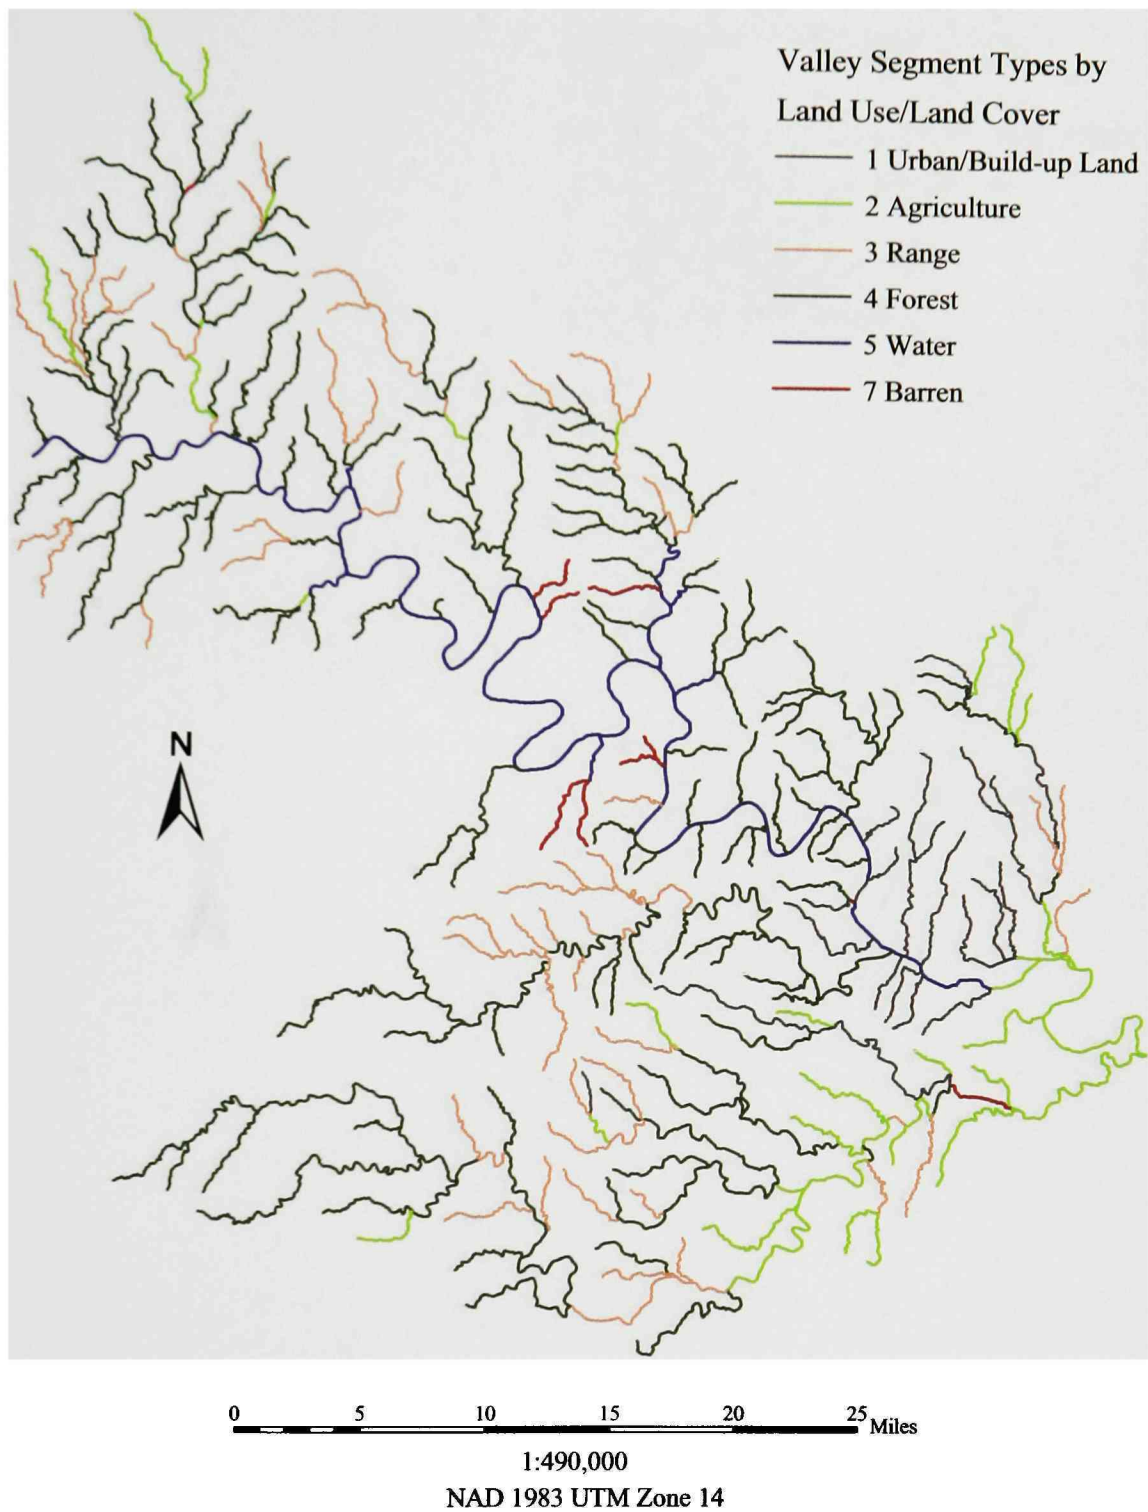 Valley Segment Types by
Land Use/Land Cover
1 Urban/Build-up Land
2 Agriculture
3 Range
4 Forest
5 Water
7 Barren
N
0 5 10 15 20 25 Miles
1:490,000
NAD 1983 UTM Zone 14